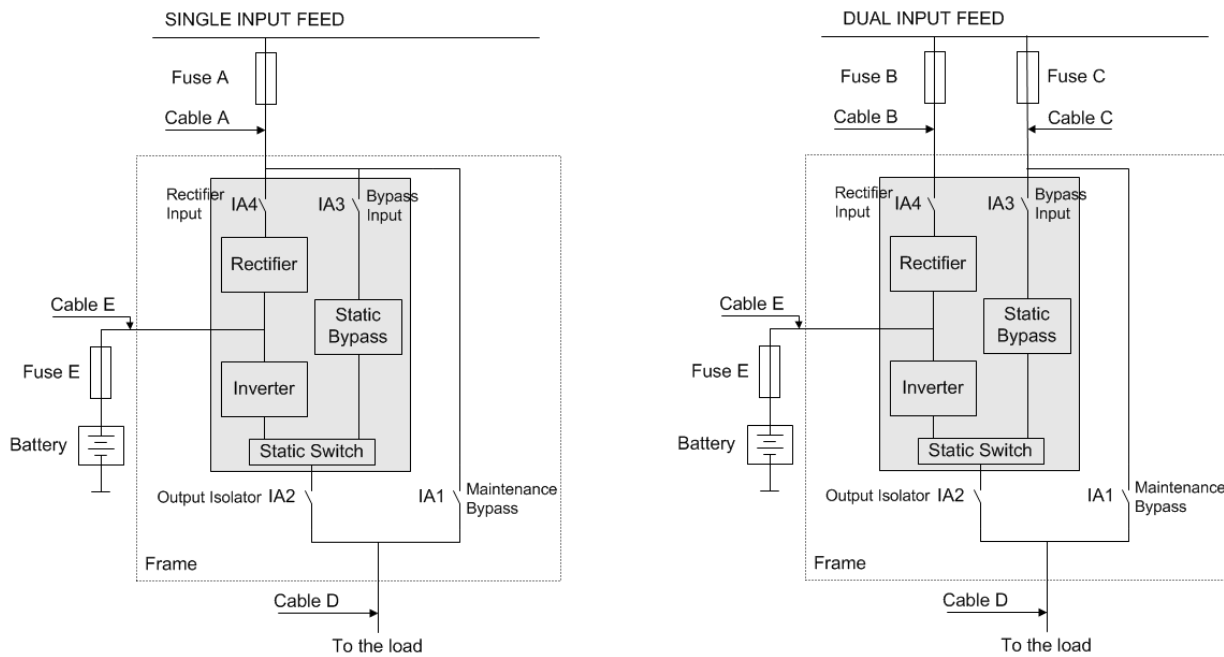 SINGLE INPUT FEED
Fuse A
Cable A
Rectifier
Input
IA4
IA3
Bypass
Input
Rectifier
Cable E
Static
Bypass
Fuse E
Inverter
Battery
Static Switch
Output Isolator
IA2
IA1
Maintenance
Bypass
Frame
Cable D
To the load
DUAL INPUT FEED
Fuse B
Fuse C
Cable B
Cable C
Rectifier
Input
IA4
IA3
Bypass
Input
Rectifier
Cable E
Static
Bypass
Fuse E
Inverter
Battery
Static Switch
Output Isolator
IA2
IA1
Maintenance
Bypass
Frame
Cable D
To the load